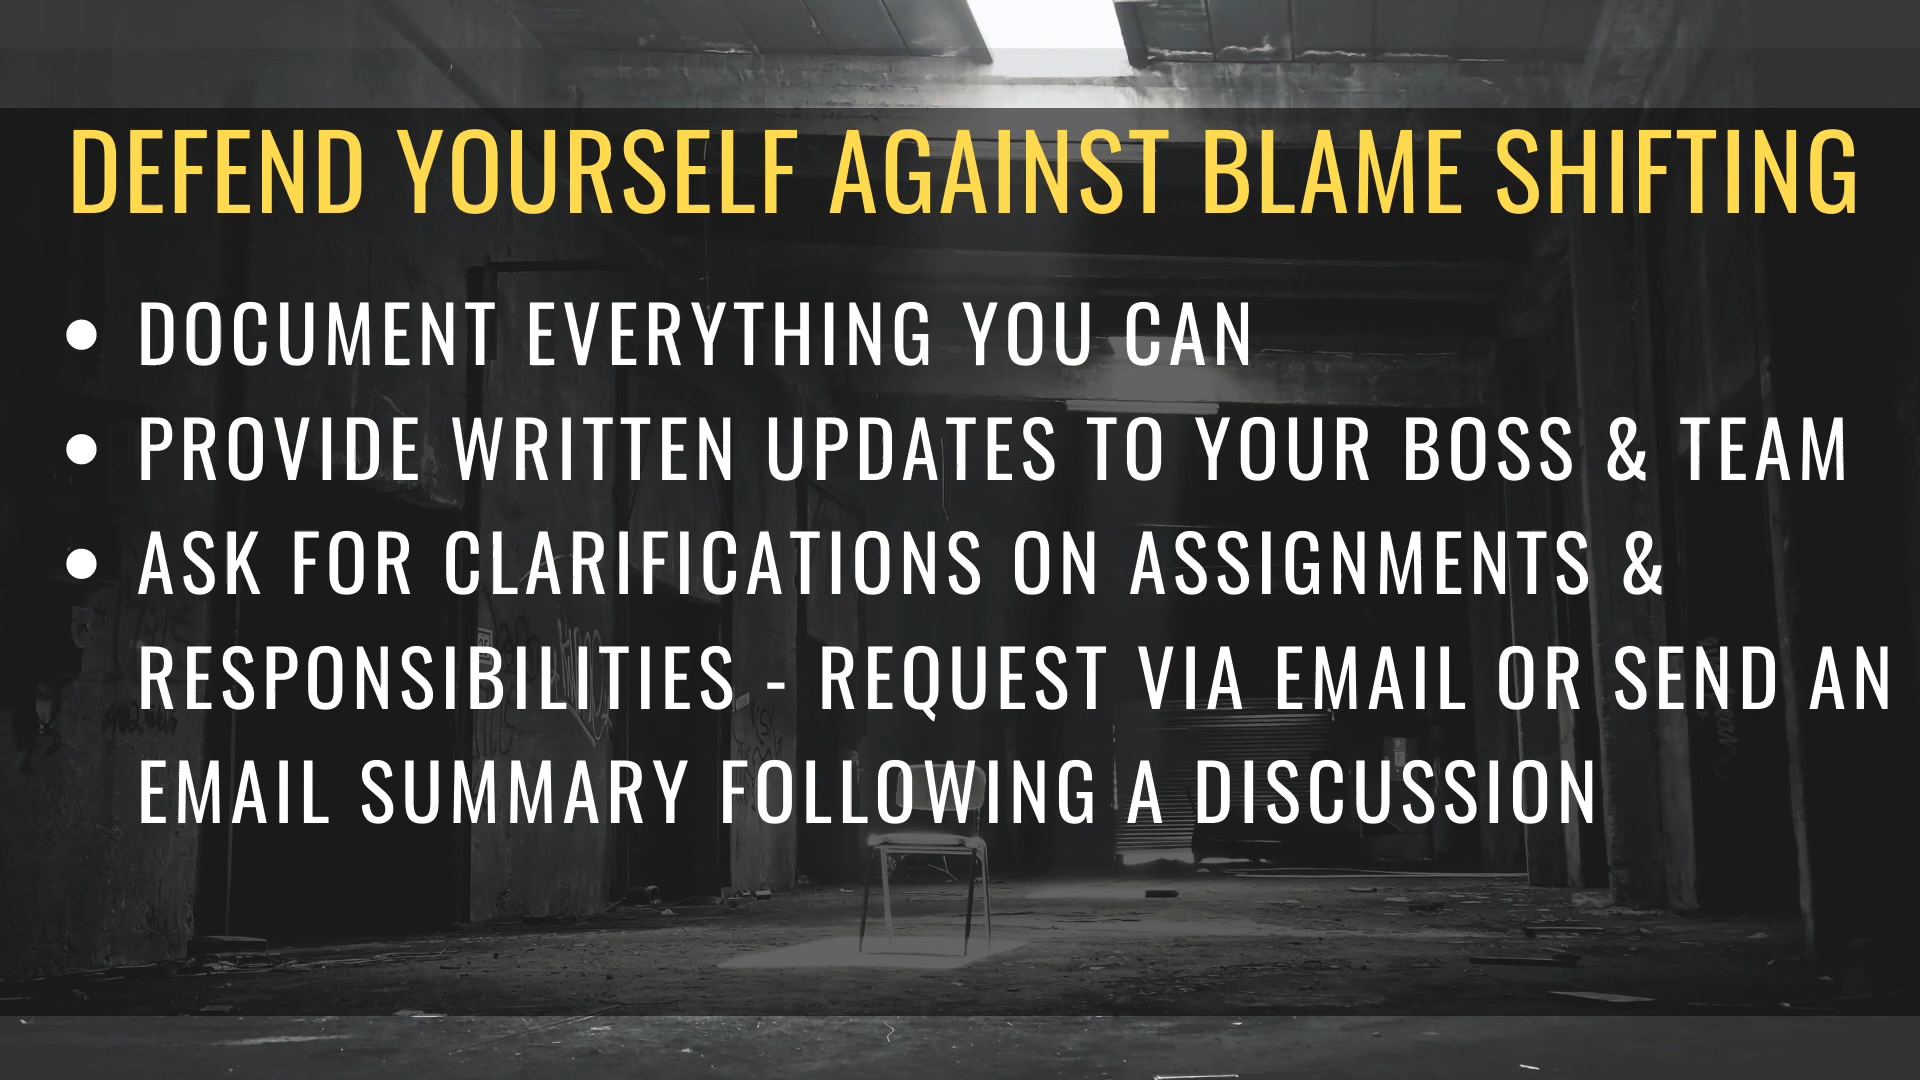 DEFEND YOURSELF AGAINST BLAME SHIFTING
• DOCUMENT EVERYTHING YOU CAN
• PROVIDE WRITTEN UPDATES TO YOUR BOSS & TEAM
• ASK FOR CLARIFICATIONS ON ASSIGNMENTS &
RESPONSIBILITIES - REQUEST VIA EMAIL OR SEND AN
EMAIL SUMMARY FOLLOWING A DISCUSSION